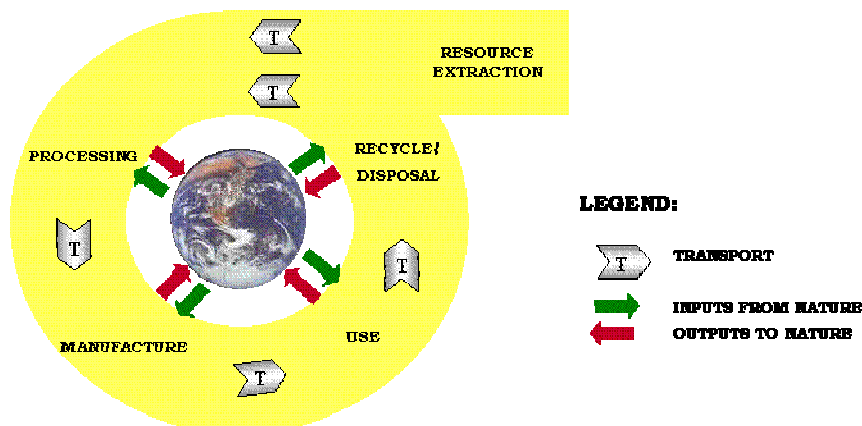 T
RESOURCE
EXTRACTION
T
PROCESSING
RECYCLE/
DISPOSAL
LEGEND:
T
T
T TRANSPORT
INPUTS FROM NATURE
OUTPUTS TO NATURE
USE
MANUFACTURE
T